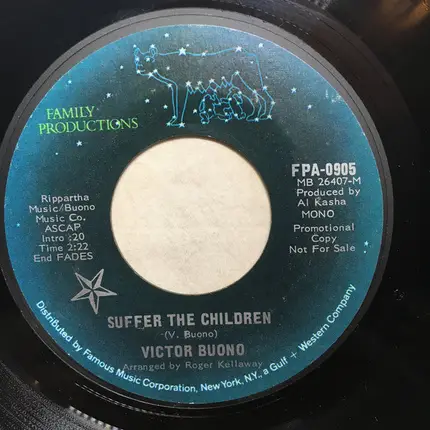 FAMILY
PRODUCTIONS
FPA-0905
MB 26407-M
Produced by
Al Kasha
MONO
Promotional
Copy
Not For Sale
Rippartha
Music/Buono
Music Co.
ASCAP
Intro :20
Time 2:22
End FADES
SUFFER THE CHILDREN
(V. Buono)
VICTOR BUONO
Arranged by Roger Kellaway
Distributed by Famous Music Corporation, New York, N.Y., a Gulf + Western Company